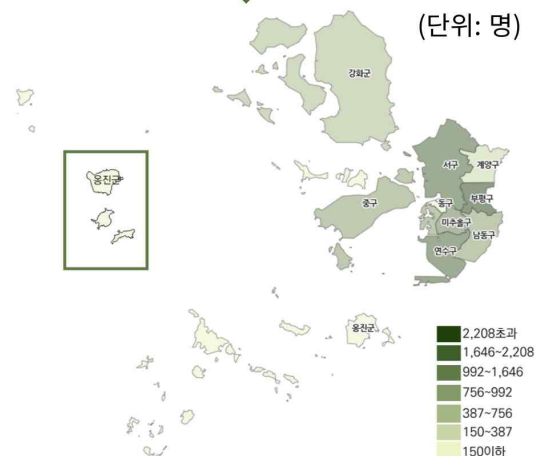 (단위: 명)
강화군
서구
계양구
옹진군
중구
동구
부평구
미추홀구
남동구
연수구
옹진군
2,208초과
1,646~2,208
992~1,646
756~992
387~756
150~387
150이하